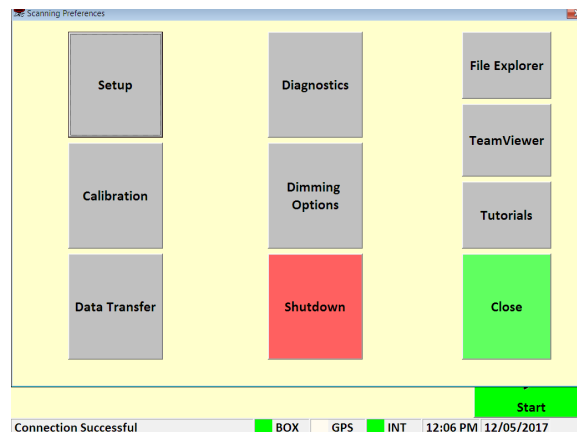 Scanning Preferences
Setup
Diagnostics
File Explorer
TeamViewer
Calibration
Dimming
Options
Tutorials
Data Transfer
Shutdown
Close
Start
Connection Successful BOX GPS INT 12:06 PM 12/05/2017